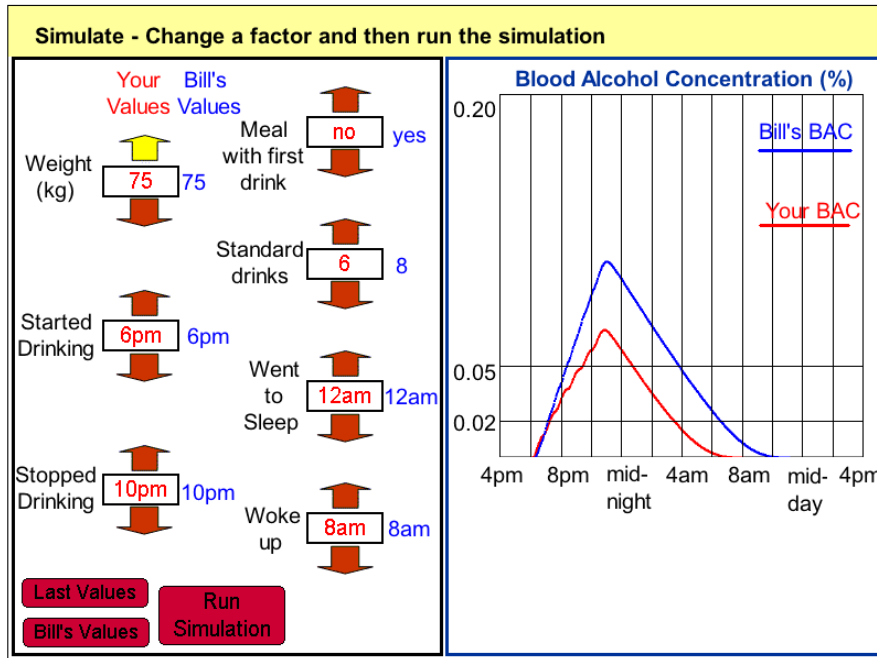 Simulate - Change a factor and then run the simulation
Your Bill's
Values Values
Weight
(kg)
75
75
Started
Drinking
6pm
6pm
Stopped
Drinking
10pm
10pm
Meal
with first
drink
no
yes
Standard
drinks
6
8
Went
to
Sleep
12am
12am
Woke
up
8am
8am
Last Values
Bill's Values
Run
Simulation
Blood Alcohol Concentration (%)
0.20
Bill's BAC
Your BAC
0.05
0.02
4pm 8pm mid- 4am 8am mid- 4pm
night day